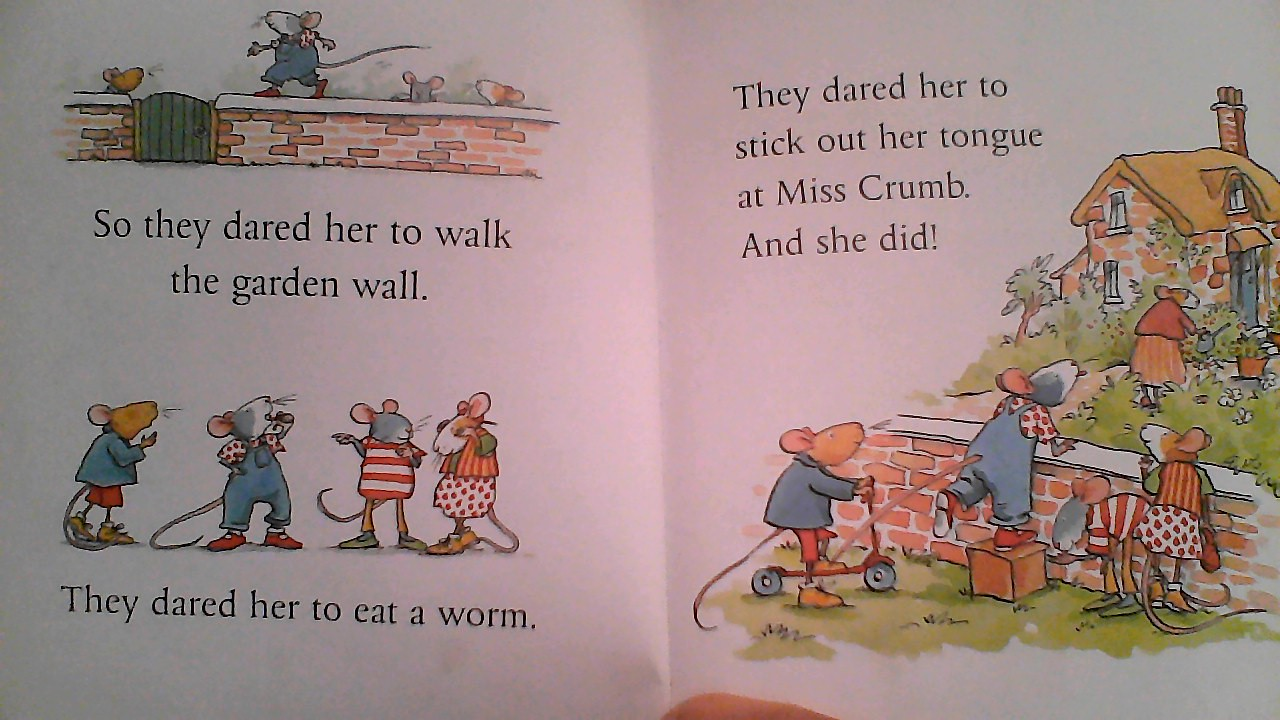 So they dared her to walk
the garden wall.
They dared her to eat a worm.
They dared her to
stick out her tongue
at Miss Crumb.
And she did!